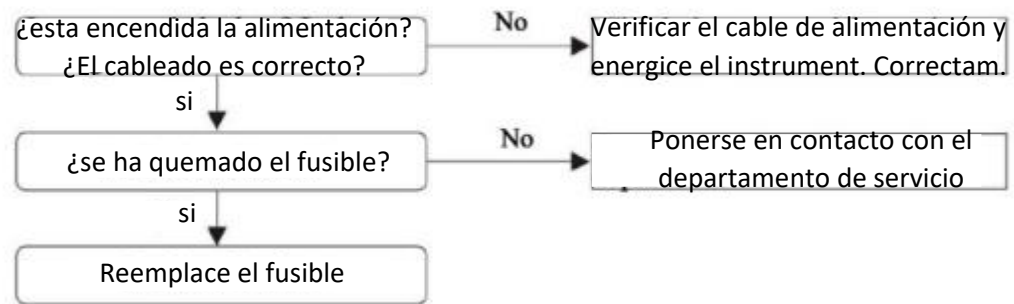 ¿esta encendida la alimentación?
¿El cableado es correcto?
No
Verificar el cable de alimentación y
energice el instrument. Correctam.
si
¿se ha quemado el fusible?
No
Ponerse en contacto con el
departamento de servicio
si
Reemplace el fusible